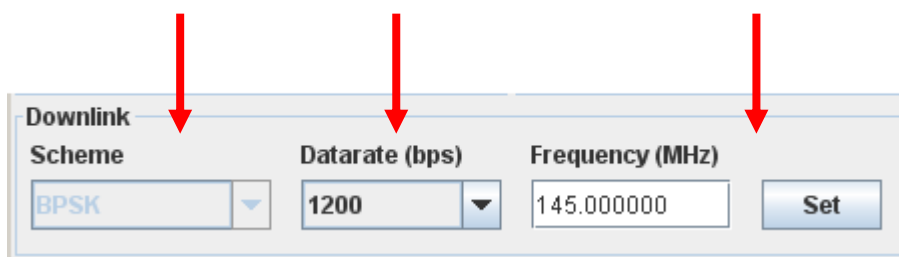 Downlink
Scheme Datarate (bps) Frequency (MHz)
BPSK 1200 145.000000 Set